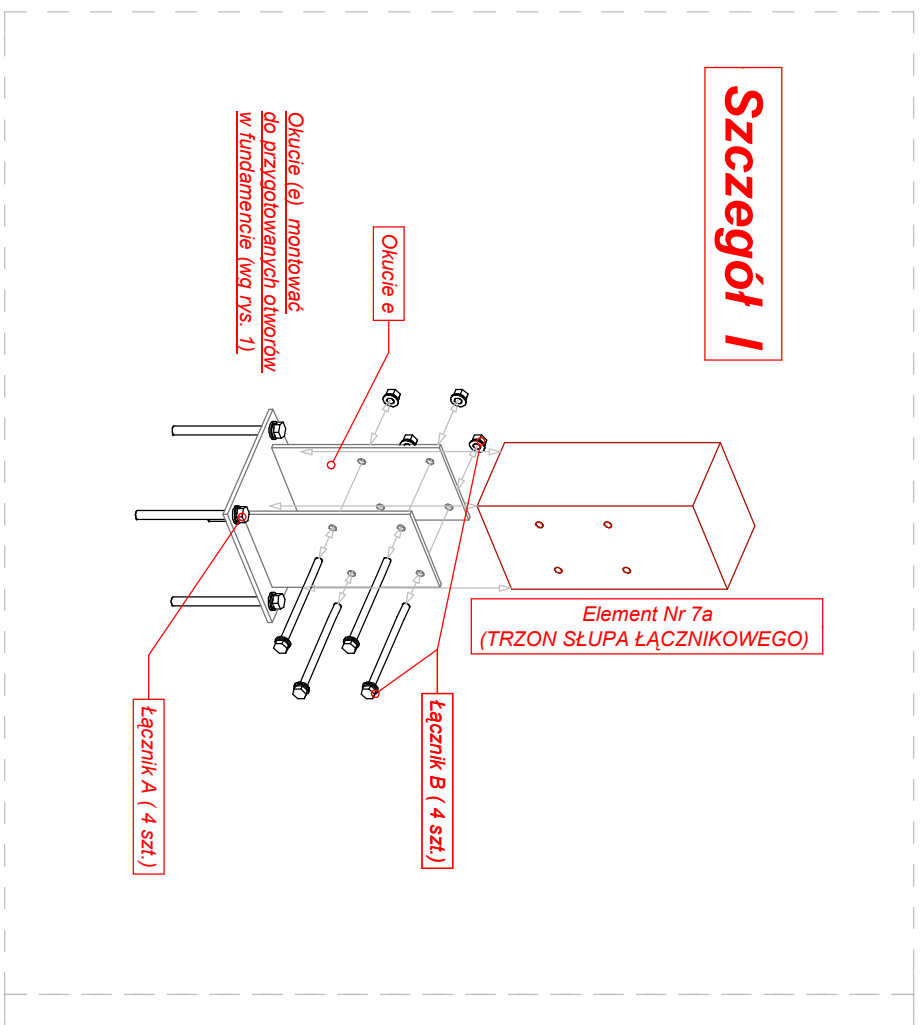 Szczegół I
Okucie (e) montować
do przygotowanych otworów
w fundamencie (wg rys. 1)
Okucie e
Element Nr 7a
(TRZON SŁUPA ŁĄCZNIKOWEGO)
Łącznik B ( 4 szt.)
Łącznik A ( 4 szt.)